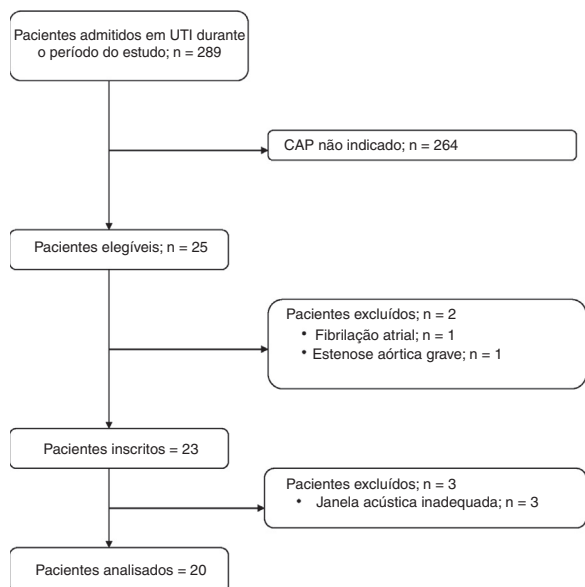 Pacientes admitidos em UTI durante
o período do estudo; n = 289
CAP não indicado; n = 264
Pacientes elegíveis; n = 25
Pacientes excluídos; n = 2
• Fibrilação atrial; n = 1
• Estenose aórtica grave; n = 1
Pacientes inscritos = 23
Pacientes excluídos; n = 3
• Janela acústica inadequada; n = 3
Pacientes analisados = 20